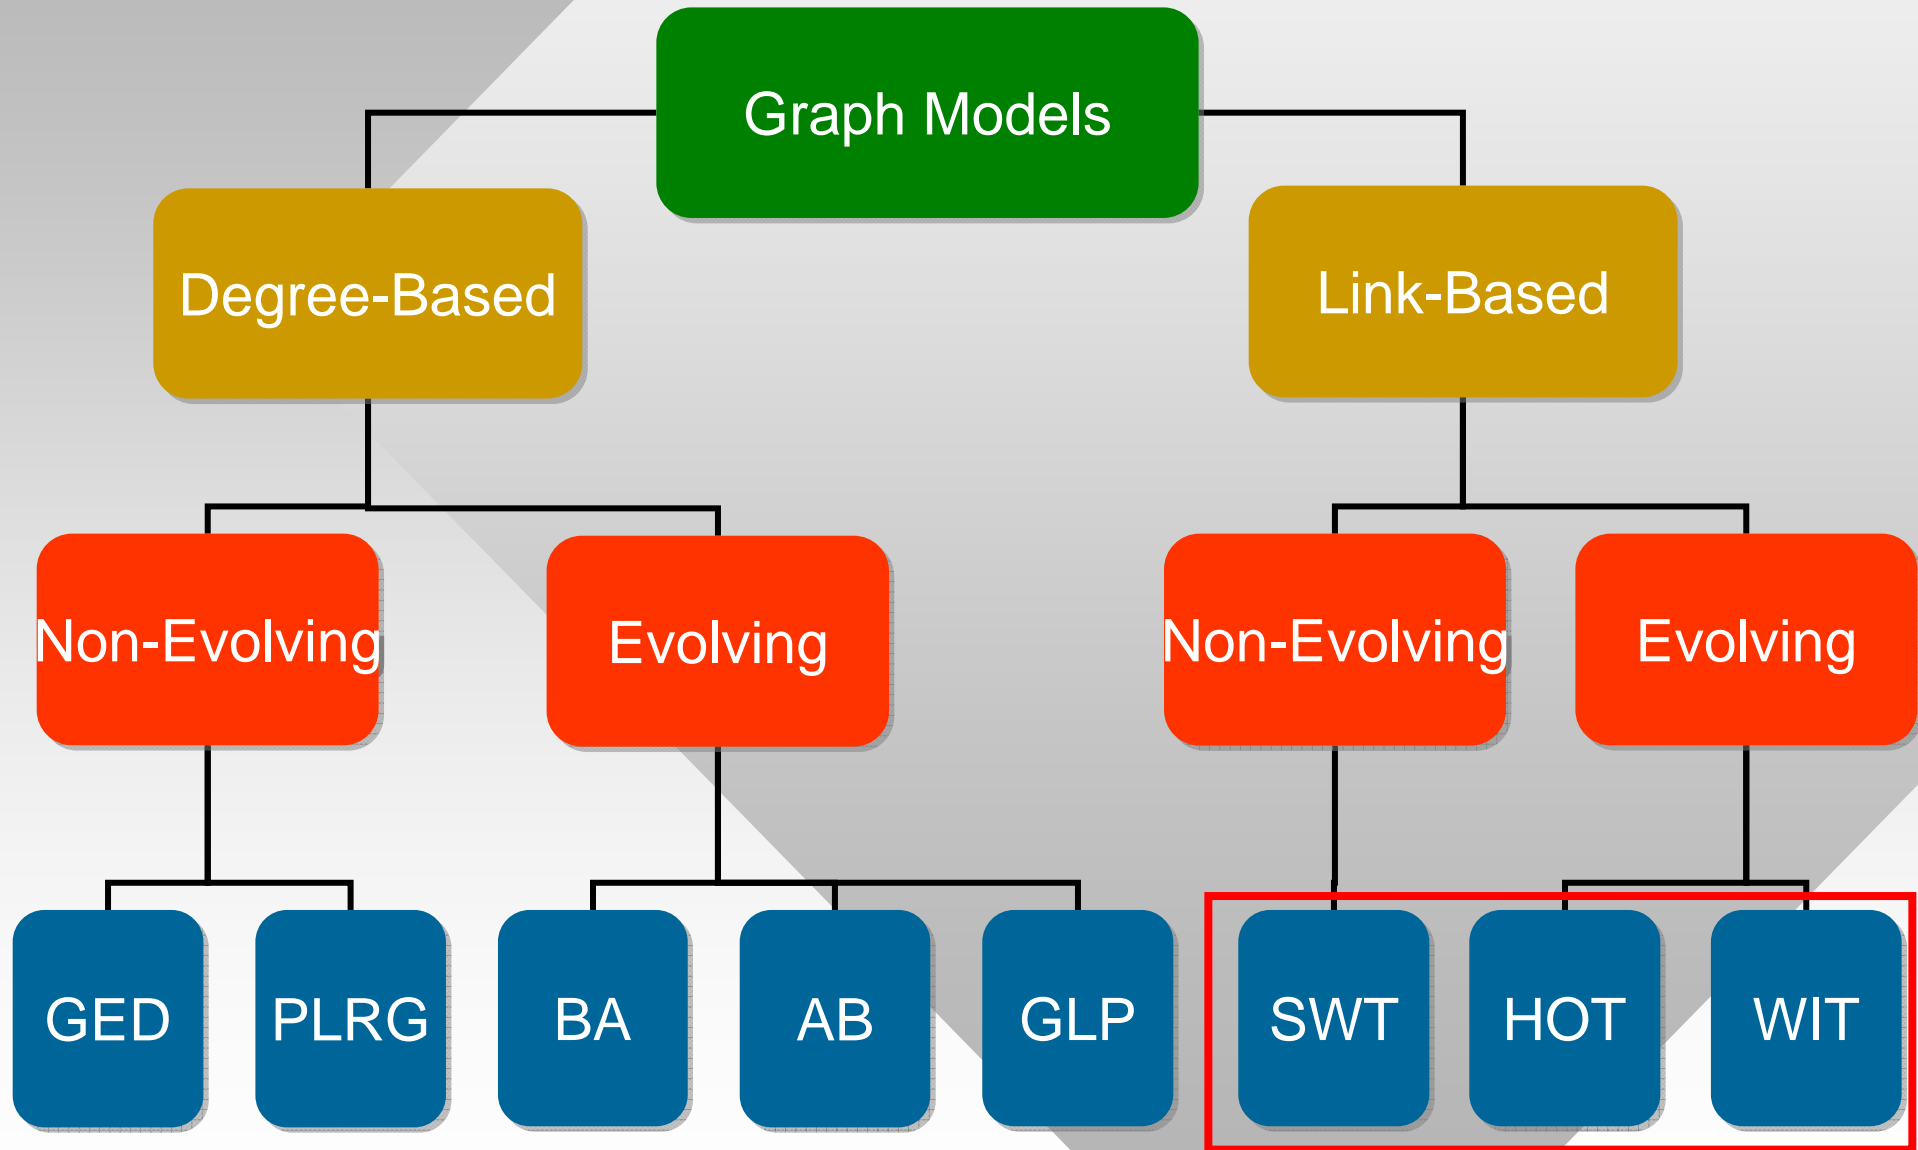 Graph Models
Degree-Based
Link-Based
Non-Evolving
Evolving
Non-Evolving
Evolving
GED
PLRG
BA
AB
GLP
SWT
HOT
WIT